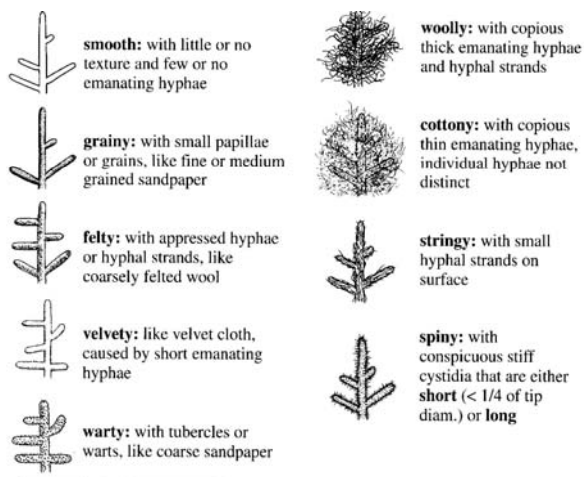 smooth: with little or no
texture and few or no
emanating hyphae
grainy: with small papillae
or grains, like fine or medium
grained sandpaper
felty: with appressed hyphae
or hyphal strands, like
coarsely felted wool
velvety: like velvet cloth,
caused by short emanating
hyphae
warty: with tubercles or
warts, like coarse sandpaper
woolly: with copious
thick emanating hyphae
and hyphal strands
cottony: with copious
thin emanating hyphae,
individual hyphae not
distinct
stringy: with small
hyphal strands on
surface
spiny: with
conspicuous stiff
cystidia that are either
short (< 1/4 of tip
diam.) or long